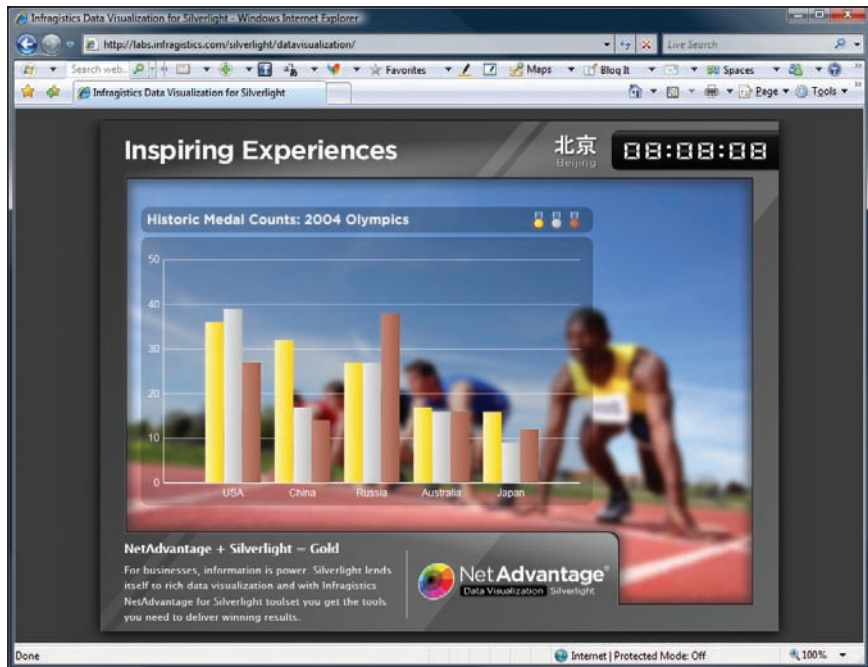 Infragistics Data Visualization for Silverlight - Windows Internet Explorer
http://labs.infragistics.com/silverlight/datavisualization/
Live Search
Search web...
Favorites
Maps
Blog It
Spaces
Infragistics Data Visualization for Silverlight
Page
Tools
Inspiring Experiences
北京
Beijing
08:08:08
Historic Medal Counts: 2004 Olympics
50
40
30
20
10
0
USA China Russia Australia Japan
NetAdvantage + Silverlight = Gold
For businesses, information is power. Silverlight lends
itself to rich data visualization and with Infragistics
NetAdvantage for Silverlight toolset you get the tools
you need to deliver winning results.
NetAdvantage®
Data Visualization Silverlight
Done
Internet | Protected Mode: Off
100%